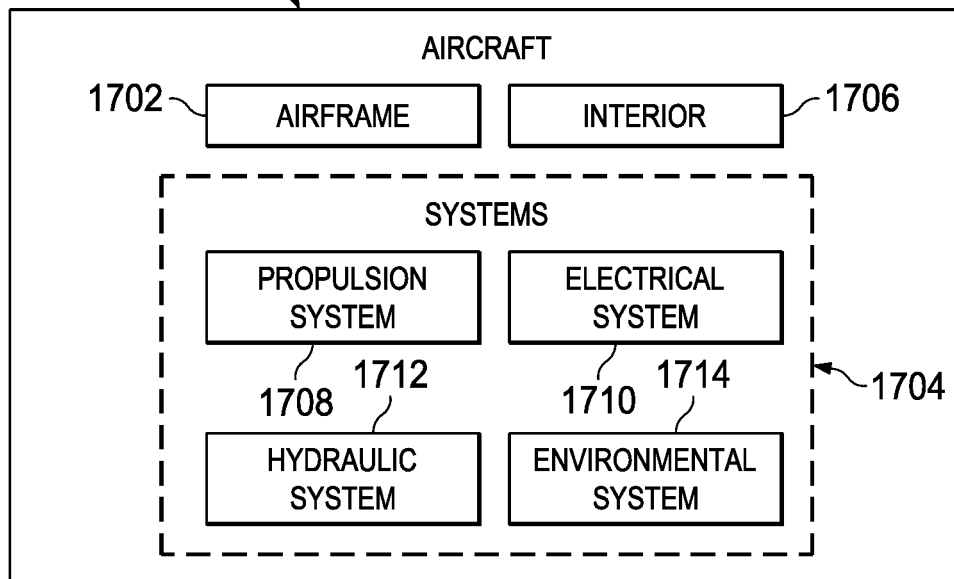 AIRCRAFT
1702 AIRFRAME INTERIOR 1706
SYSTEMS
PROPULSION ELECTRICAL
SYSTEM SYSTEM
1708 1712 1710 1714 1704
HYDRAULIC ENVIRONMENTAL
SYSTEM SYSTEM